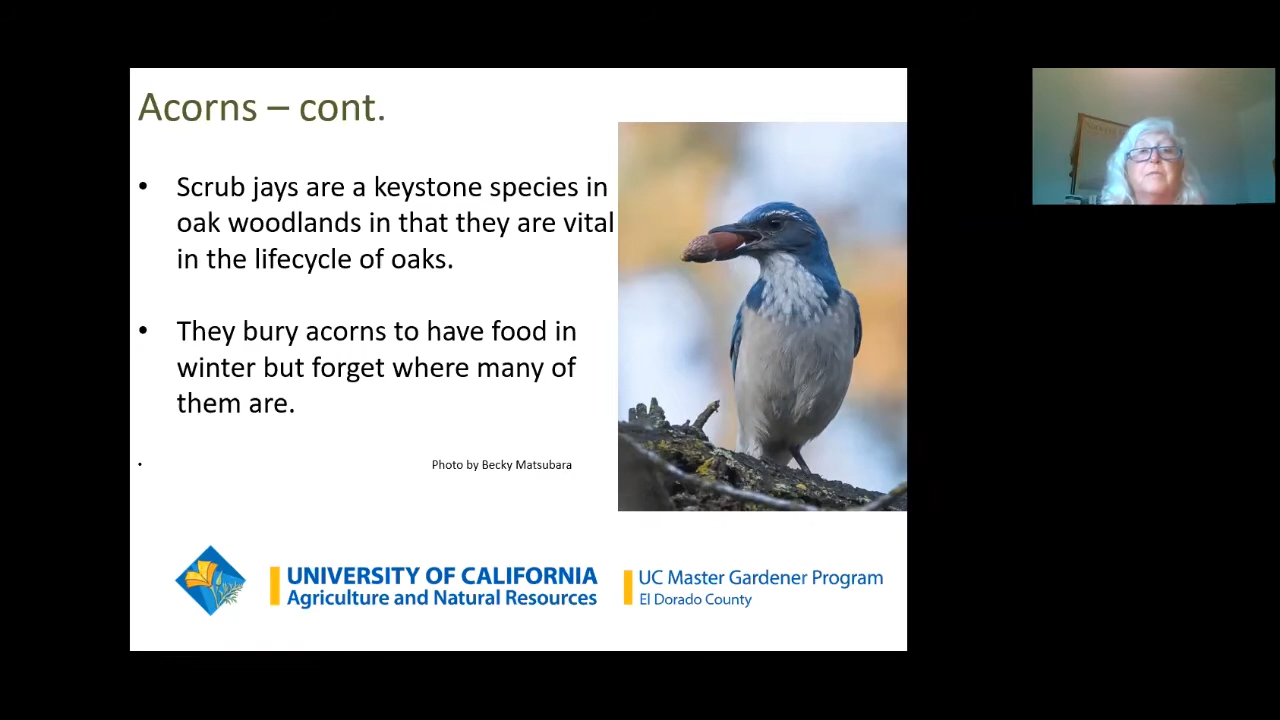 Acorns – cont.
• Scrub jays are a keystone species in
oak woodlands in that they are vital
in the lifecycle of oaks.
• They bury acorns to have food in
winter but forget where many of
them are.
• Photo by Becky Matsubara
UNIVERSITY OF CALIFORNIA
Agriculture and Natural Resources
UC Master Gardener Program
El Dorado County